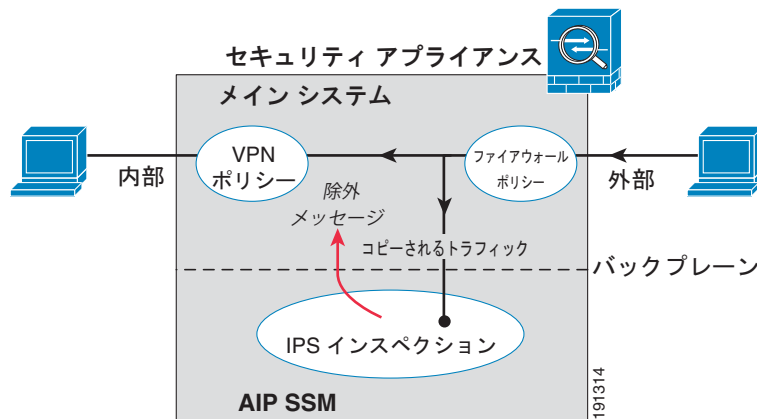 セキュリティ アプライアンス
メイン システム
VPN
ポリシー
ファイアウォール
ポリシー
内部
外部
除外
メッセージ
コピーされるトラフィック
バックプレーン
IPS インスペクション
AIP SSM
191314